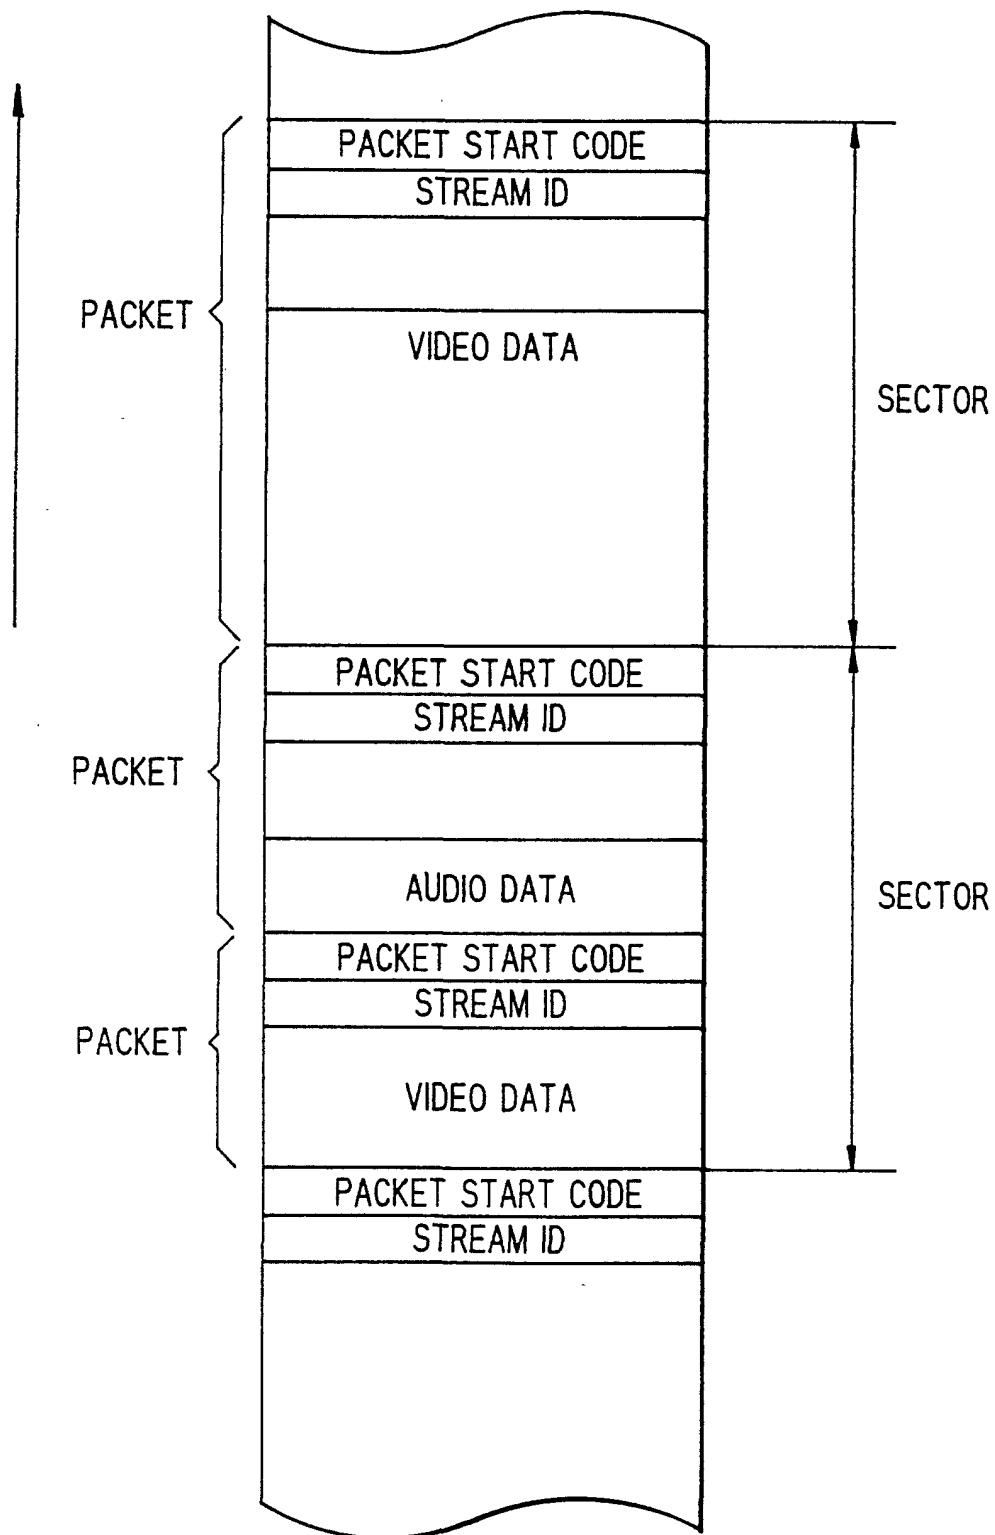 PACKET START CODE
STREAM ID
PACKET
VIDEO DATA
SECTOR
PACKET START CODE
STREAM ID
PACKET
AUDIO DATA
SECTOR
PACKET START CODE
STREAM ID
PACKET
VIDEO DATA
PACKET START CODE
STREAM ID